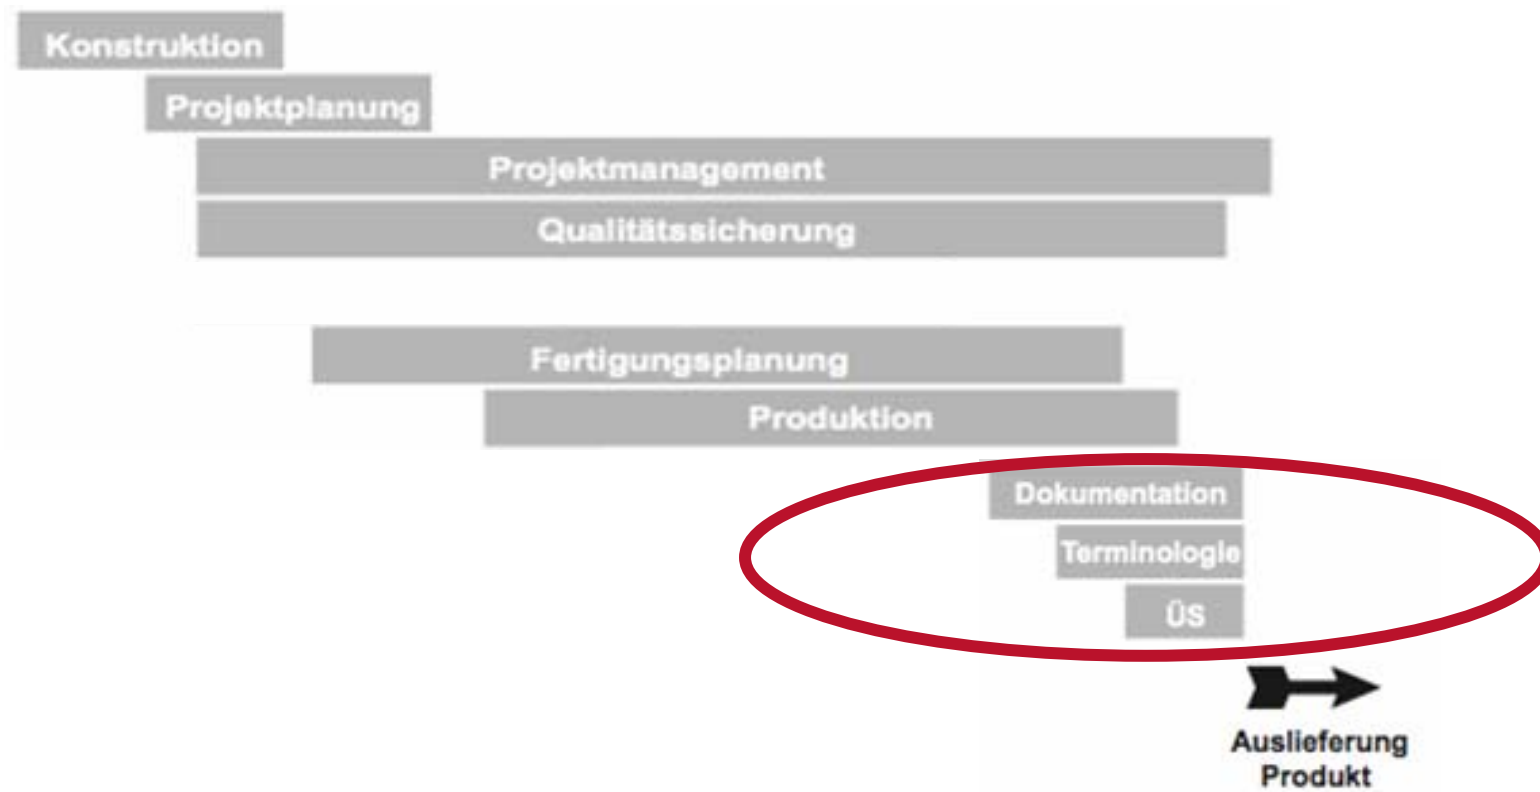 Konstruktion
Projektplanung
Projektmanagement
Qualitätssicherung
Fertigungsplanung
Produktion
Dokumentation
Terminologie
ÜS
Auslieferung
Produkt